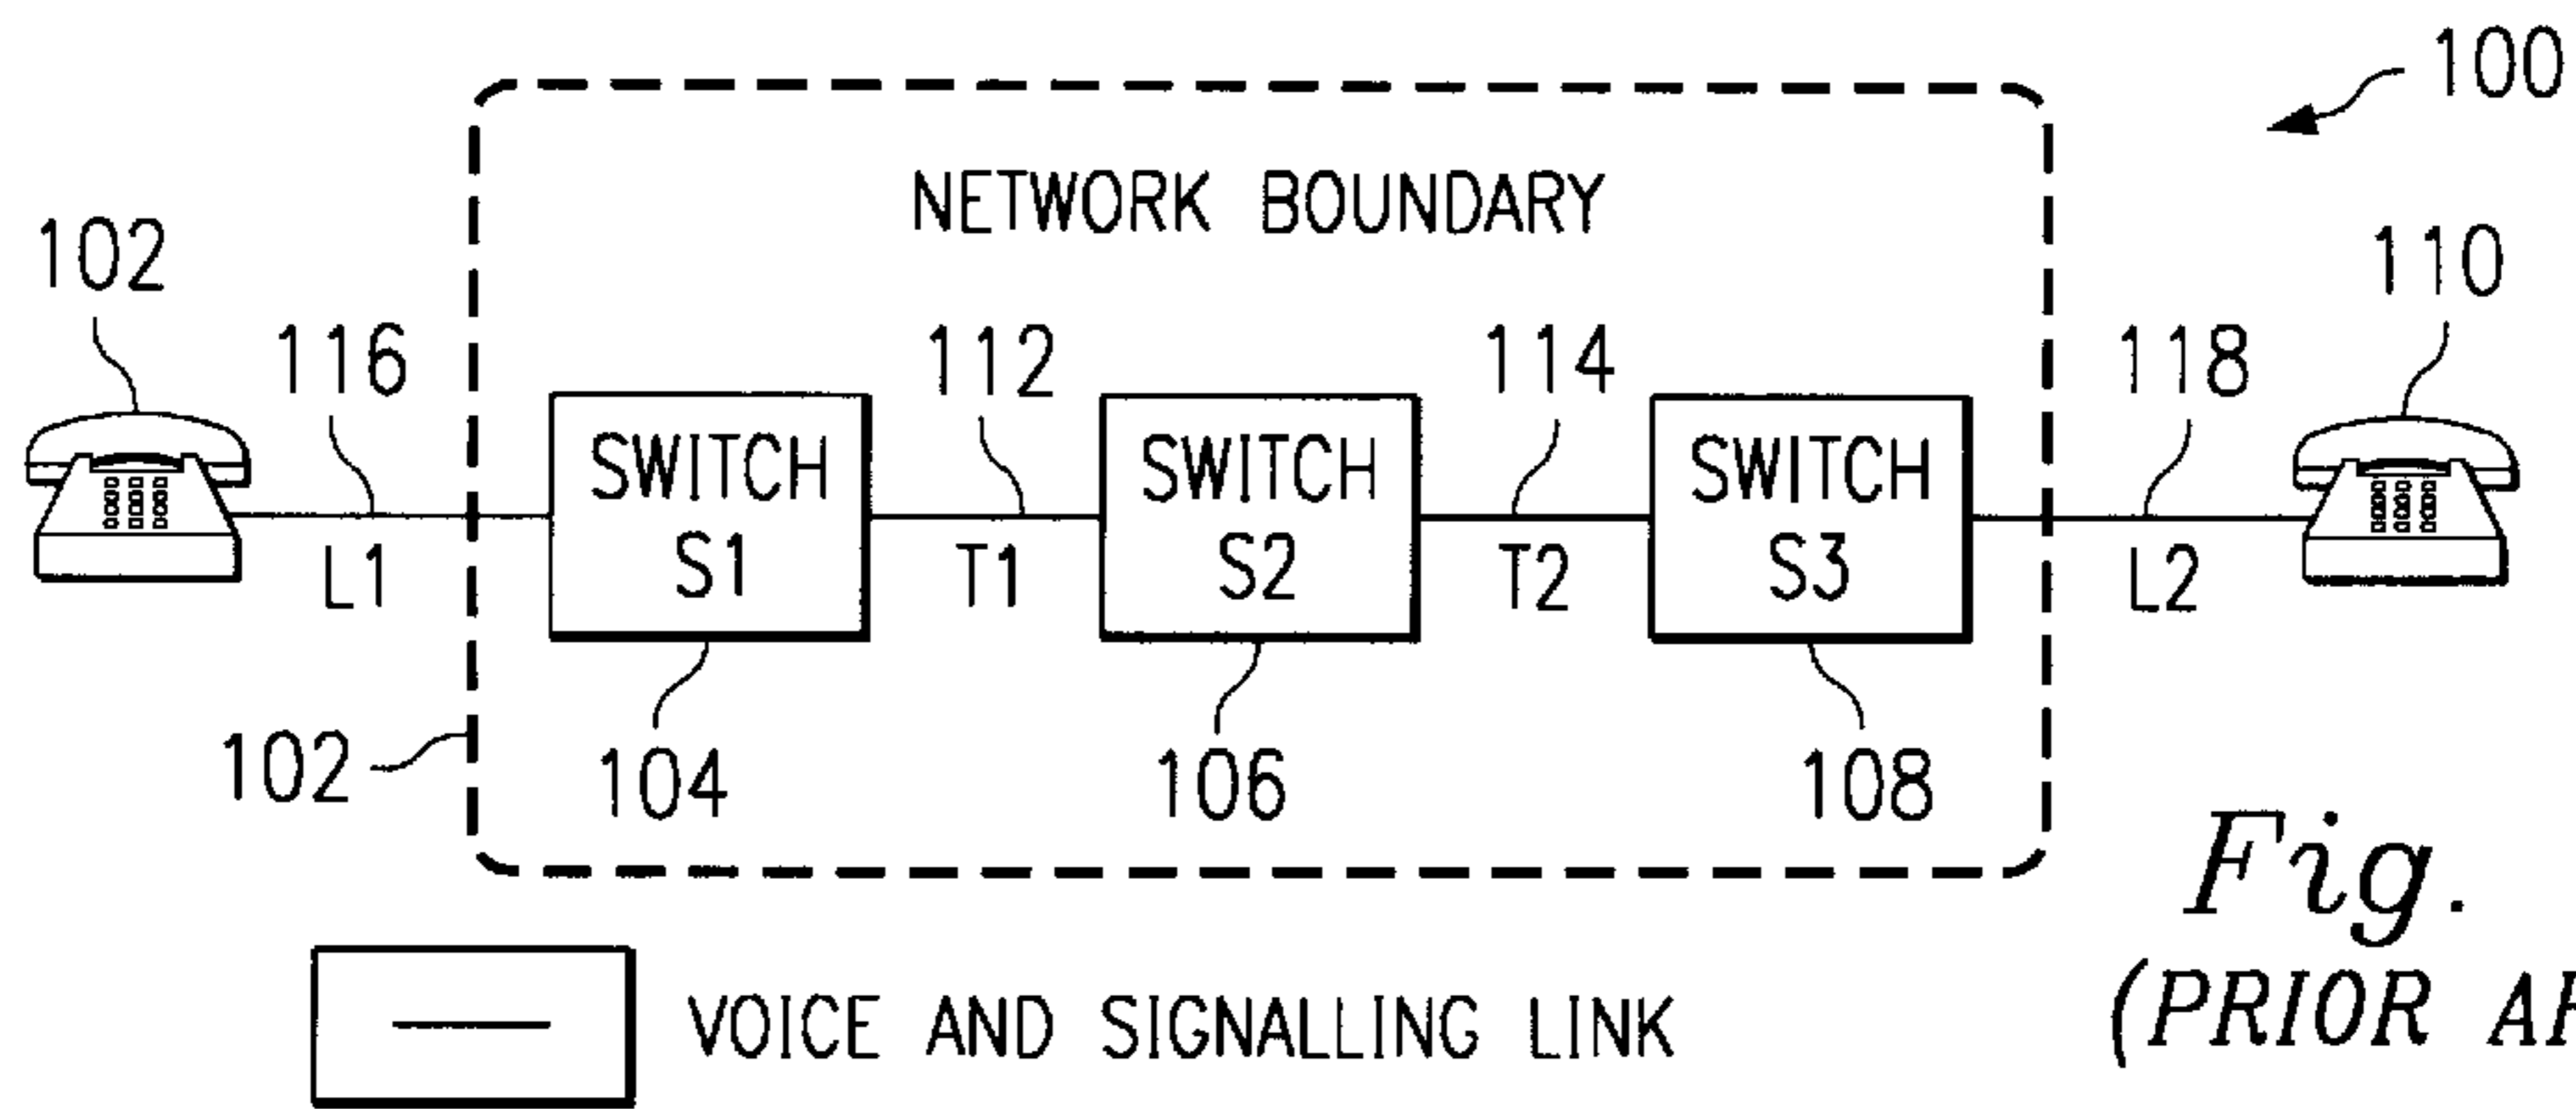 100
NETWORK BOUNDARY
102
110
116
112
114
118
SWITCH
S1
SWITCH
S2
SWITCH
S3
L1
T1
T2
L2
102
104
106
108
Fig.
(PRIOR
VOICE AND SIGNALLING LINK